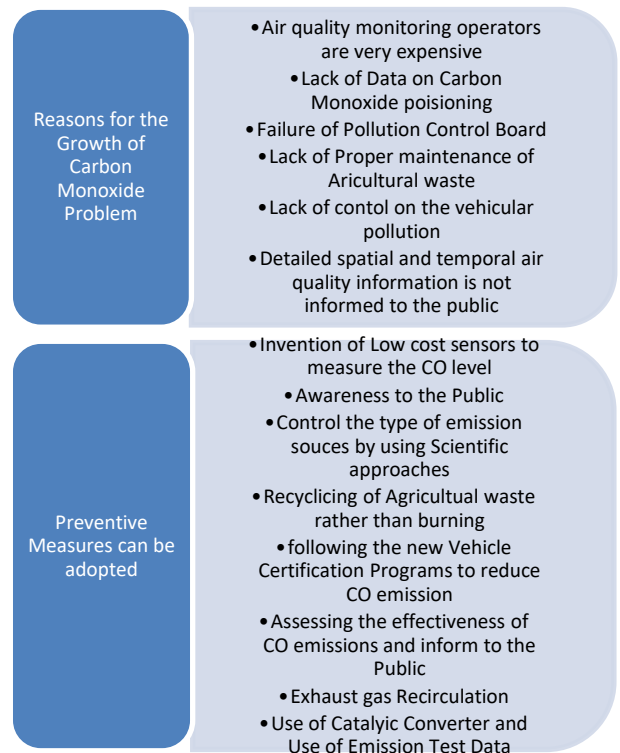 Reasons for the
Growth of
Carbon
Monoxide
Problem
•Air quality monitoring operators
are very expensive
•Lack of Data on Carbon
Monoxide poisioning
•Failure of Pollution Control Board
•Lack of Proper maintenance of
Aricultural waste
•Lack of contol on the vehicular
pollution
•Detailed spatial and temporal air
quality information is not
informed to the public
Preventive
Measures can be
adopted
•Invention of Low cost sensors to
measure the CO level
•Awareness to the Public
•Control the type of emission
souces by using Scientific
approaches
•Recyclicing of Agricultual waste
rather than burning
•following the new Vehicle
Certification Programs to reduce
CO emission
•Assessing the effectiveness of
CO emissions and inform to the
Public
•Exhaust gas Recirculation
•Use of Catalyic Converter and
Use of Emission Test Data